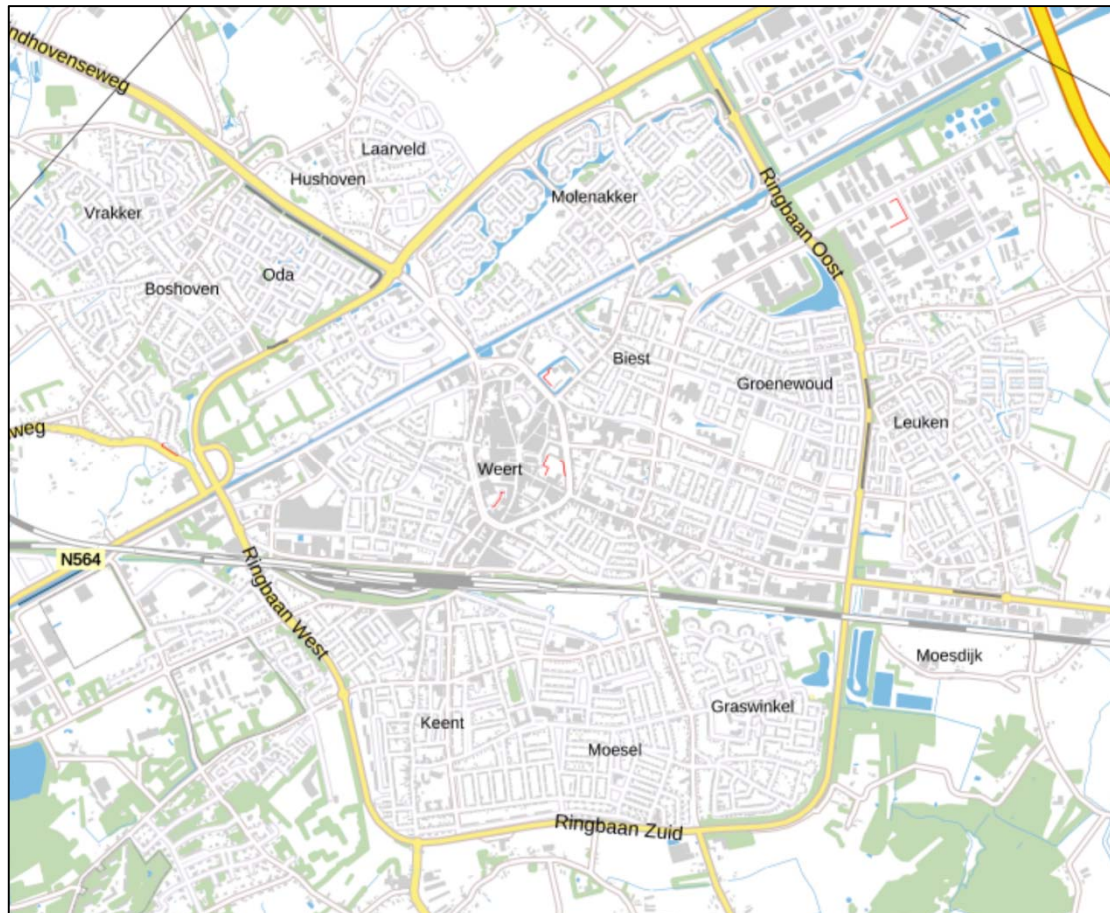 ndhovenseweg
Laarveld
Hushoven
Vrakker
Molenakker
Ringbaan Oost
Oda
Boshoven
Biest
Groenewoud
Leuken
weg
Weert
N564
Ringbaan West
Moesdijk
Keent
Graswinkel
Moesel
Ringbaan Zuid